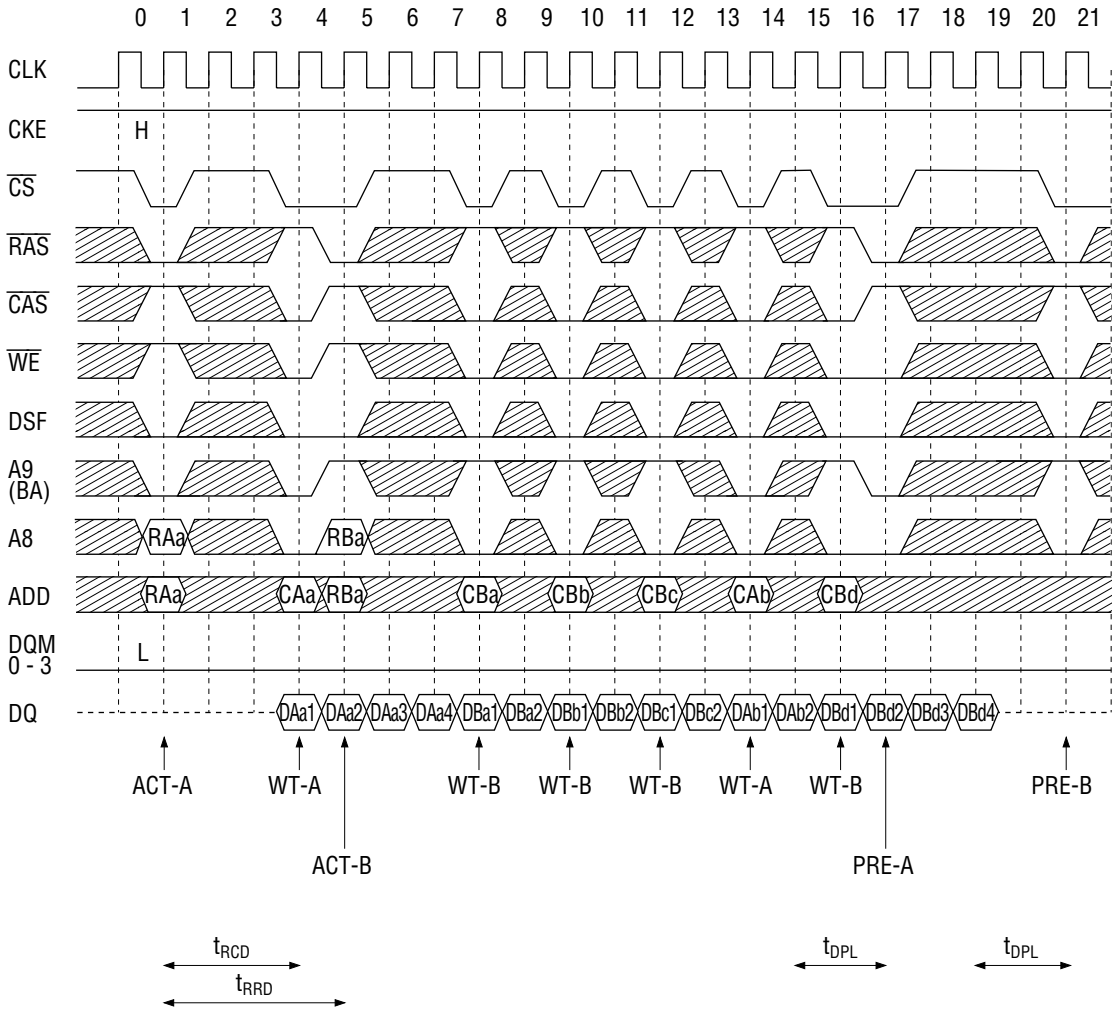 0 1 2 3 4 5 6 7 8 9 10 11 12 13 14 15 16 17 18 19 20 21
CLK
CKE H
CS
RAS
CAS
WE
DSF
A9
(BA)
A8 RAa RBa
ADD RAa CAa RBa CBa CBb CBc CAb CBd
DQM
0 - 3 L
DQ DAa1 DAa2 DAa3 DAa4 DBa1 DBa2 DBb1 DBb2 DBc1 DBc2 DAb1 DAb2 DBd1 DBd2 DBd3 DBd4
ACT-A WT-A WT-B WT-B WT-B WT-A WT-B PRE-B
ACT-B PRE-A
tRCD tDPL tDPL
tRRD